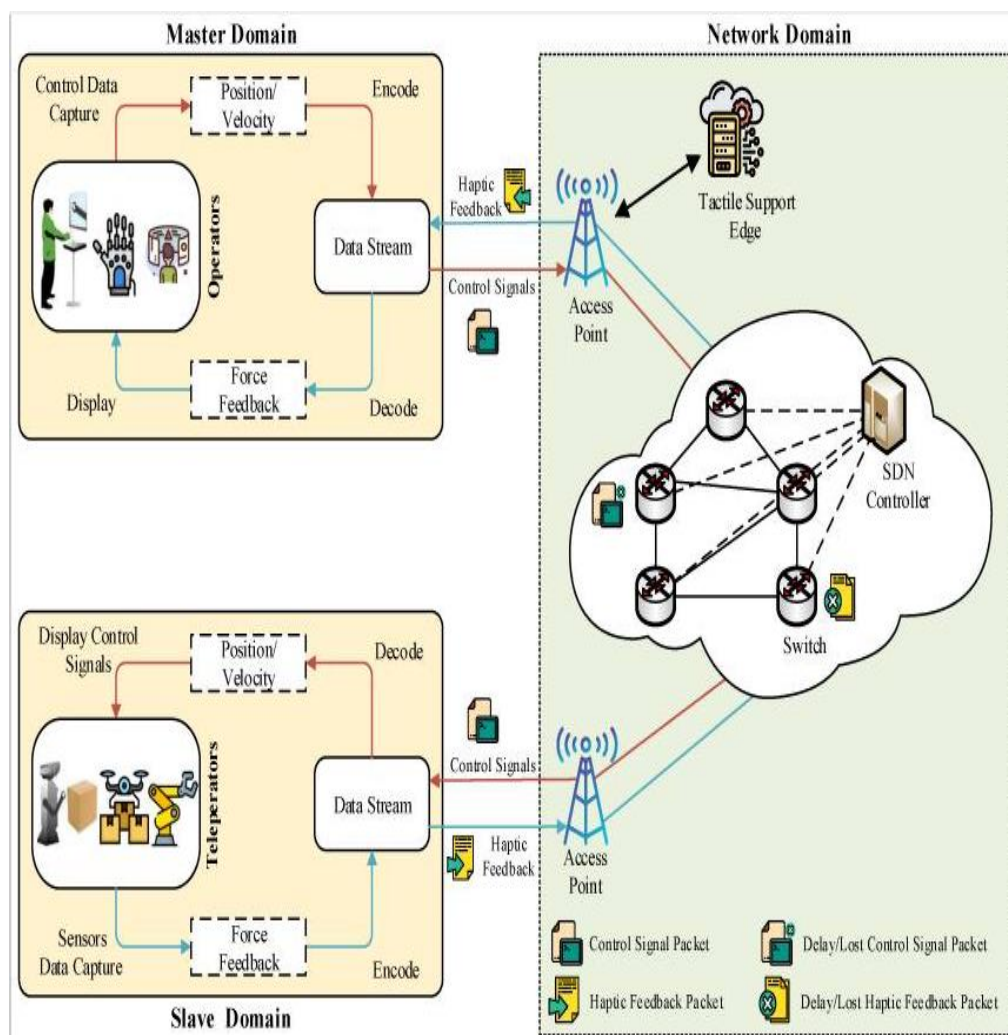 Master Domain
Network Domain
Control Data
Capture
Position/
Velocity
Encode
Operators
Data Stream
Haptic
Feedback
Control Signals
Force
Feedback
Display
Decode
Access
Point
Tactile Support
Edge
SDN
Controller
Switch
Display Control
Signals
Position/
Velocity
Decode
Teleperators
Data Stream
Control Signals
Haptic
Feedback
Sensors
Data Capture
Force
Feedback
Encode
Access
Point
Slave Domain
Control Signal Packet
Delay/Lost Control Signal Packet
Haptic Feedback Packet
Delay/Lost Haptic Feedback Packet